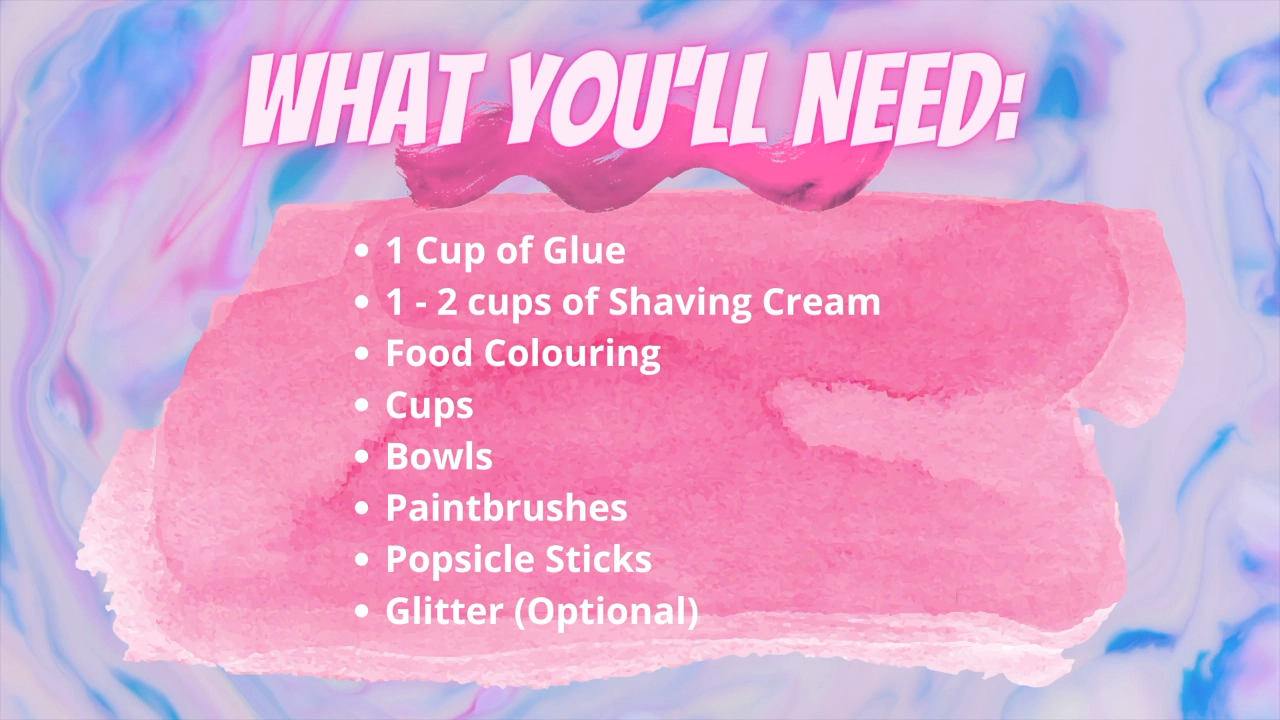 WHAT YOU'LL NEED:
• 1 Cup of Glue
• 1 - 2 cups of Shaving Cream
• Food Colouring
• Cups
• Bowls
• Paintbrushes
• Popsicle Sticks
• Glitter (Optional)